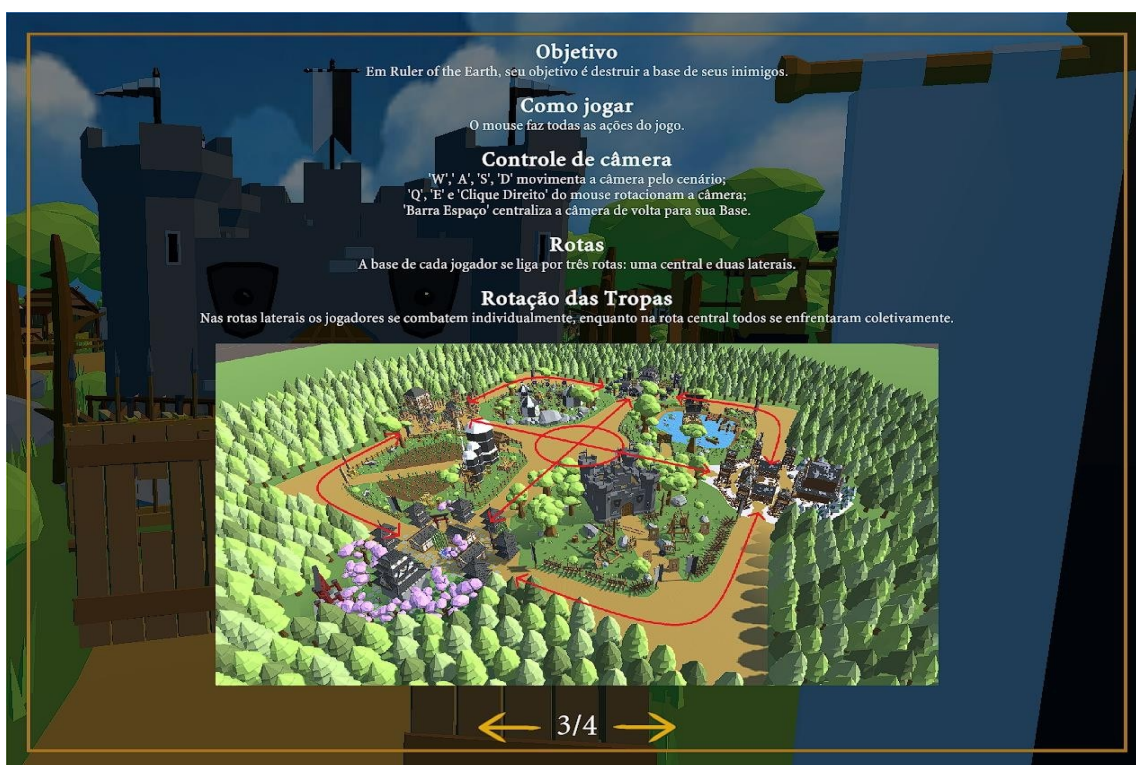 Objetivo
Em Ruler of the Earth, seu objetivo é destruir a base de seus inimigos.
Como jogar
O mouse faz todas as ações do jogo.
Controle de câmera
'W',' A', 'S', 'D' movimenta a câmera pelo cenário;
'Q', 'E' e 'Clique Direito' do mouse rotacionam a câmera;
'Barra Espaço' centraliza a câmera de volta para sua Base.
Rotas
A base de cada jogador se liga por três rotas: uma central e duas laterais.
Rotação das Tropas
Nas rotas laterais os jogadores se combatem individualmente, enquanto na rota central todos se enfrentaram coletivamente.
3/4